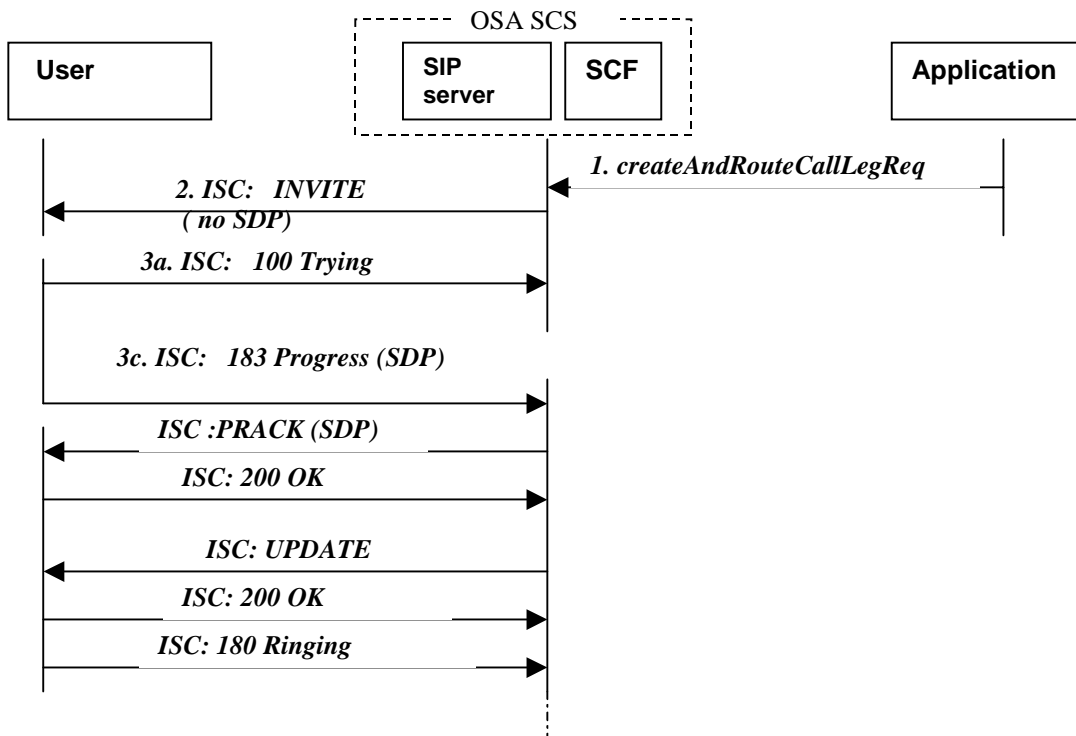 OSA SCS
User
SIP
server
SCF
Application
1. createAndRouteCallLegReq
2. ISC: INVITE
( no SDP)
3a. ISC: 100 Trying
3c. ISC: 183 Progress (SDP)
ISC :PRACK (SDP)
ISC: 200 OK
ISC: UPDATE
ISC: 200 OK
ISC: 180 Ringing